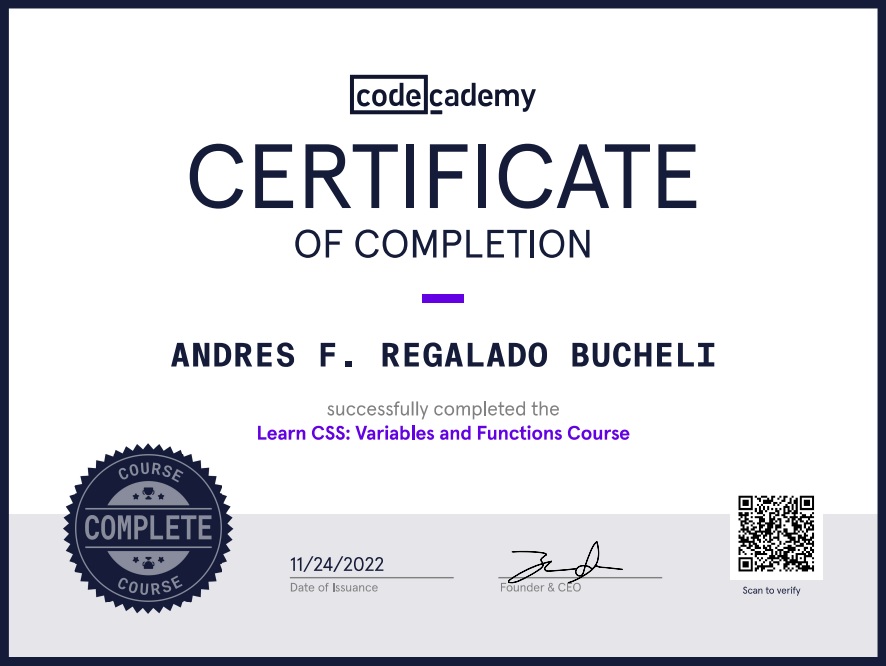 codecademy
CERTIFICATE
OF COMPLETION
ANDRES F. REGALADO BUCHELI
successfully completed the
Learn CSS: Variables and Functions Course
COURSE
COMPLETE
COURSE
11/24/2022
Date of Issuance
Founder & CEO
Scan to verify